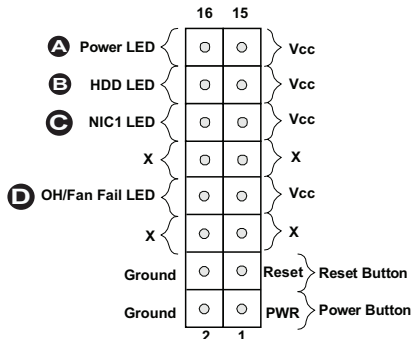 16 15
A Power LED Vcc
B HDD LED Vcc
C NIC1 LED Vcc
X X
D OH/Fan Fail LED Vcc
X X
Ground Reset Reset Button
Ground PWR Power Button
2 1